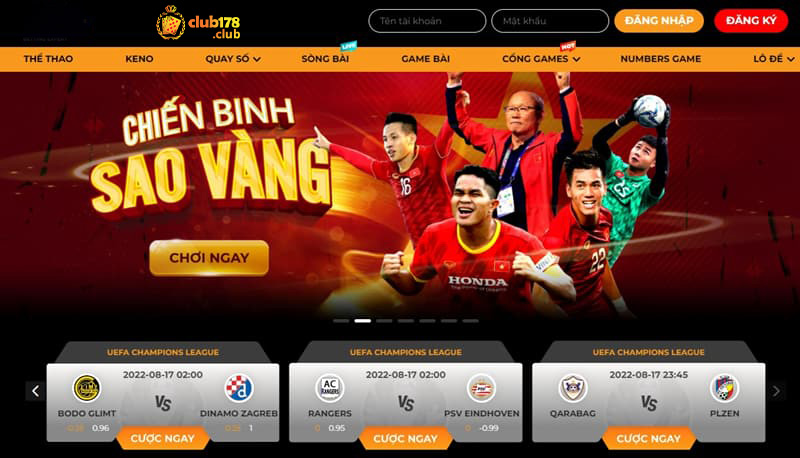 club178
.club
Tên tài khoản
Mật khẩu
ĐĂNG NHẬP
ĐĂNG KÝ
THỂ THAO
KENO
QUAY SỐ
SÒNG BÀI
LIVE
GAME BÀI
CỔNG GAMES
HOT
NUMBERS GAME
LÔ ĐỀ
CHIẾN BINH
SAO VÀNG
CHƠI NGAY
16
HONDA
22
UEFA CHAMPIONS LEAGUE
2022-08-17 02:00
VS
BODO GLIMT
DINAMO ZAGREB
0.96
1
CƯỢC NGAY
UEFA CHAMPIONS LEAGUE
2022-08-17 02:00
AC
RANGERS
VS
RANGERS
PSV EINDHOVEN
0 0.95
0 -0.99
CƯỢC NGAY
UEFA CHAMPIONS LEAGUE
2022-08-17 23:45
VS
QARABAG
PLZEN
CƯỢC NGAY